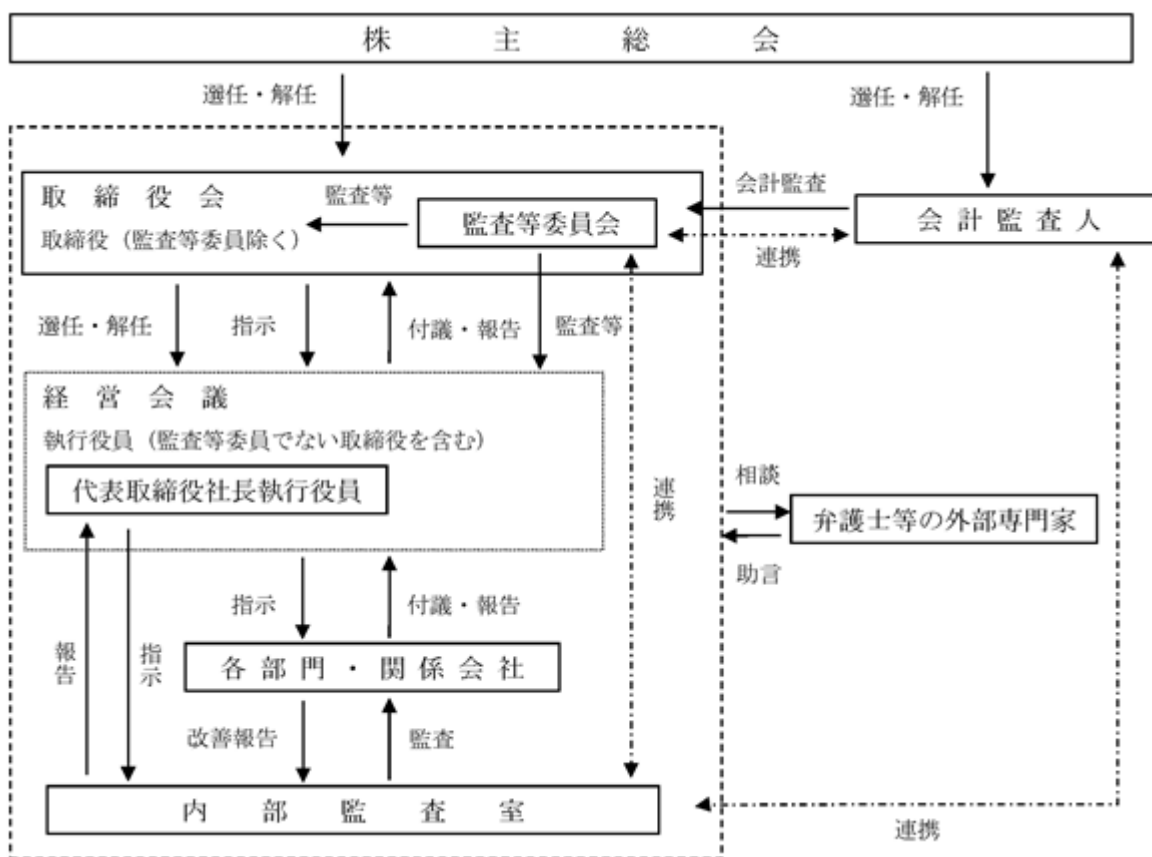 株主総会
選任・解任
選任・解任
取締役会
監査等
監査等委員会
取締役（監査等委員除く）
会計監査
会計監査人
連携
選任・解任
指示
付議・報告
監査等
経営会議
執行役員（監査等委員でない取締役を含む）
代表取締役社長執行役員
連携
相談
弁護士等の外部専門家
助言
指示
付議・報告
報告
指示
各部門・関係会社
改善報告
監査
内部監査室
連携